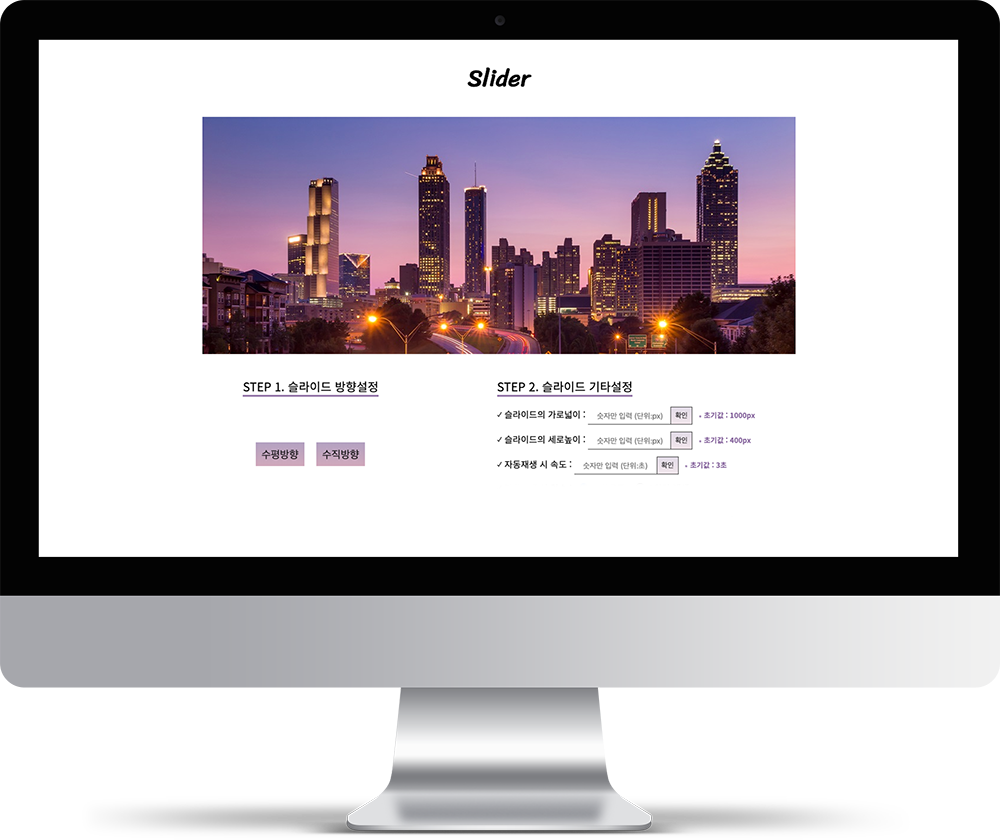 Slider
STEP 1. 슬라이드 방향설정
수평방향 수직방향
STEP 2. 슬라이드 기타설정
✓ 슬라이드의 가로넓이 : 숫자만 입력 (단위:px) 확인 • 초기값 : 1000px
✓ 슬라이드의 세로높이 : 숫자만 입력 (단위:px) 확인 • 초기값 : 400px
✓ 자동재생 시 속도 : 숫자만 입력 (단위:초) 확인 • 초기값 : 3초